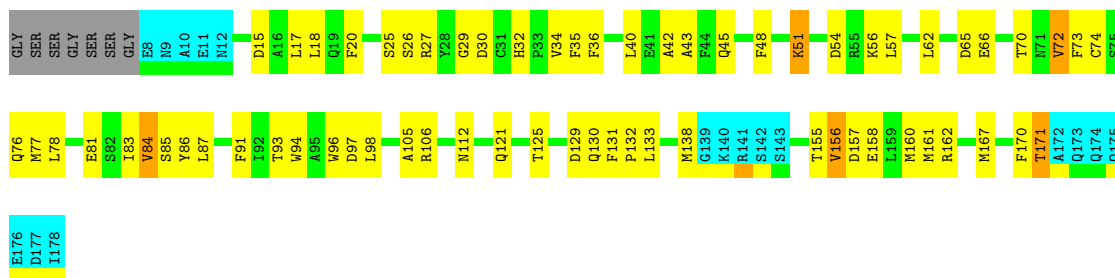 GLY SER SER GLY SER SER GLY E8 N9 A10 E11 N12 D15 A16 L17 L18 Q19 F20 S25 S26 R27 Y28 G29 D30 C31 H32 P33 V34 F35 F36 L40 E41 A42 A43 F44 Q45 F48 K51 D54 R55 K56 L57 L62 D65 E66 T70 N71 V72 F73 C74 S75
Q76 M77 L78 E81 S82 I83 V84 S85 Y86 L87 F91 I92 T93 W94 A95 W96 D97 L98 A105 R106 N112 Q121 T125 D129 Q130 F131 P132 L133 M138 G139 K140 R141 S142 S143 T155 V156 D157 E158 L159 M160 M161 R162 M167 F170 T171 A172 Q173 Q174
E176 D177 I178